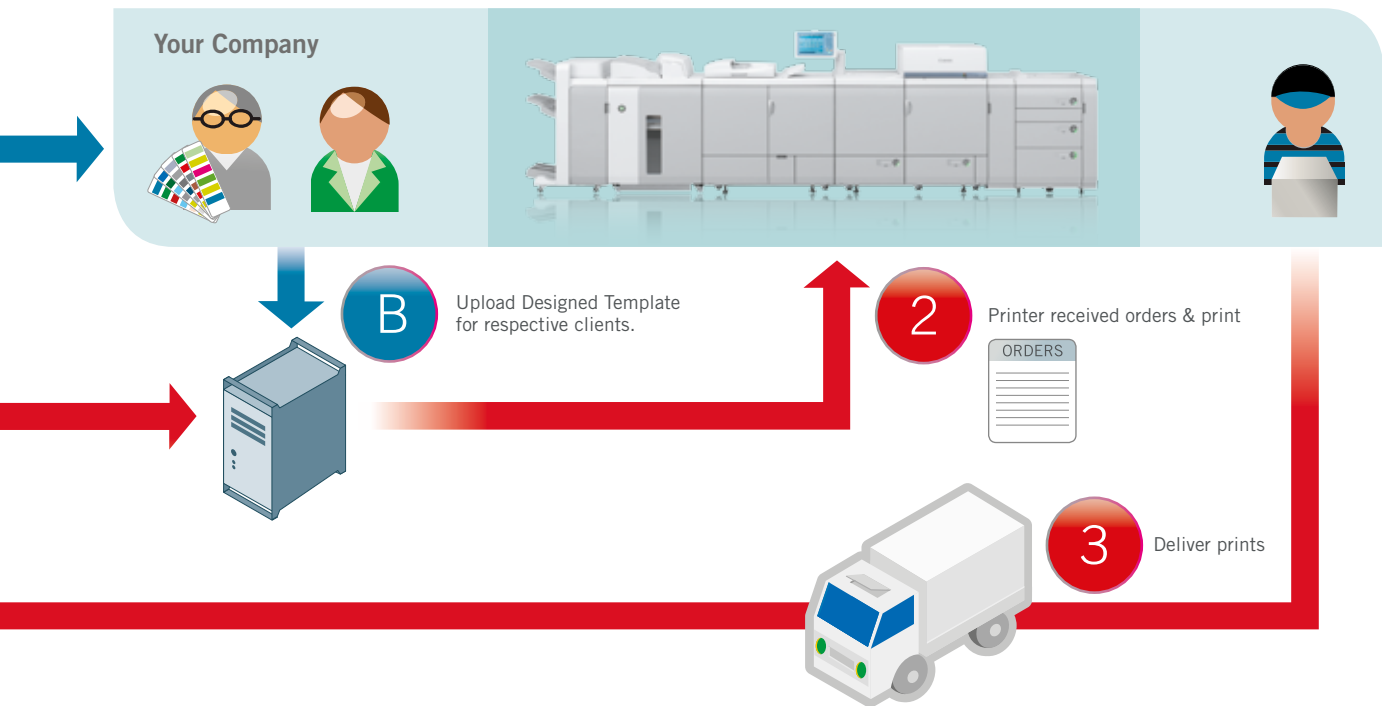 Your Company
B
Upload Designed Template
for respective clients.
2
Printer received orders & print
ORDERS
3
Deliver prints